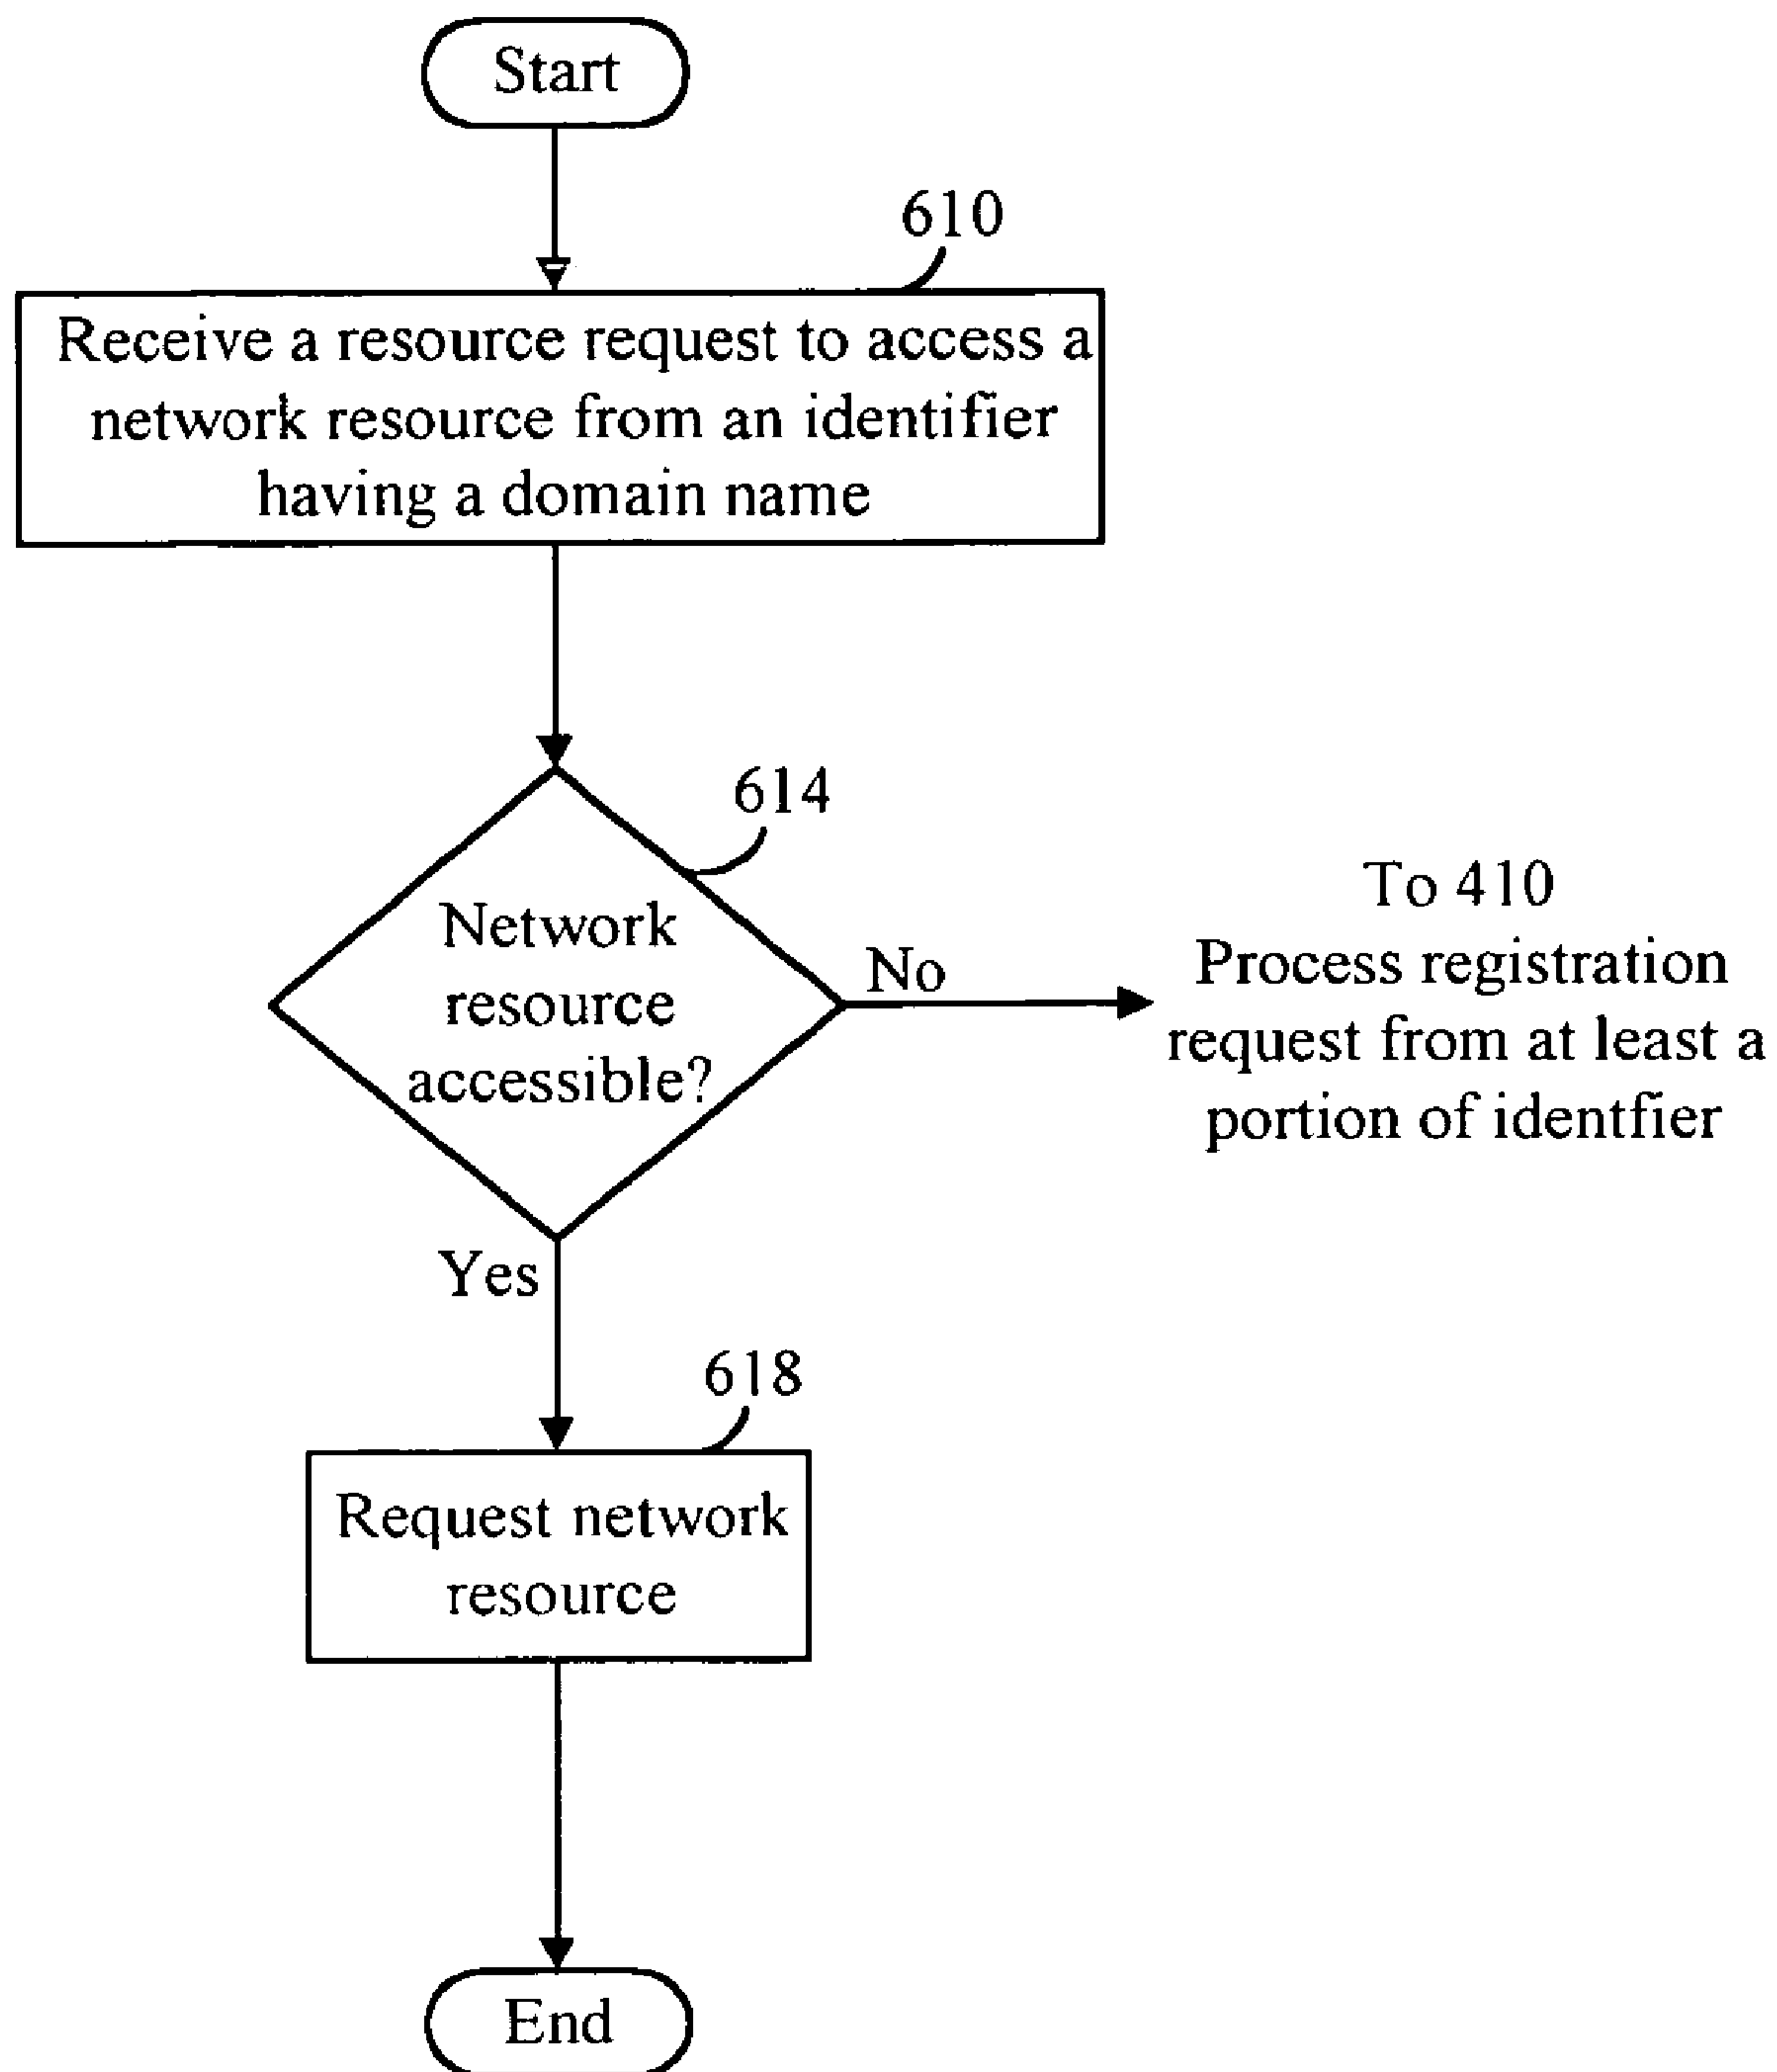 Start
610
Receive a resource request to access a
network resource from an identifier
having a domain name
614
Network
resource
accessible?
No
To 410
Process registration
request from at least a
portion of identfier
Yes
618
Request network
resource
End